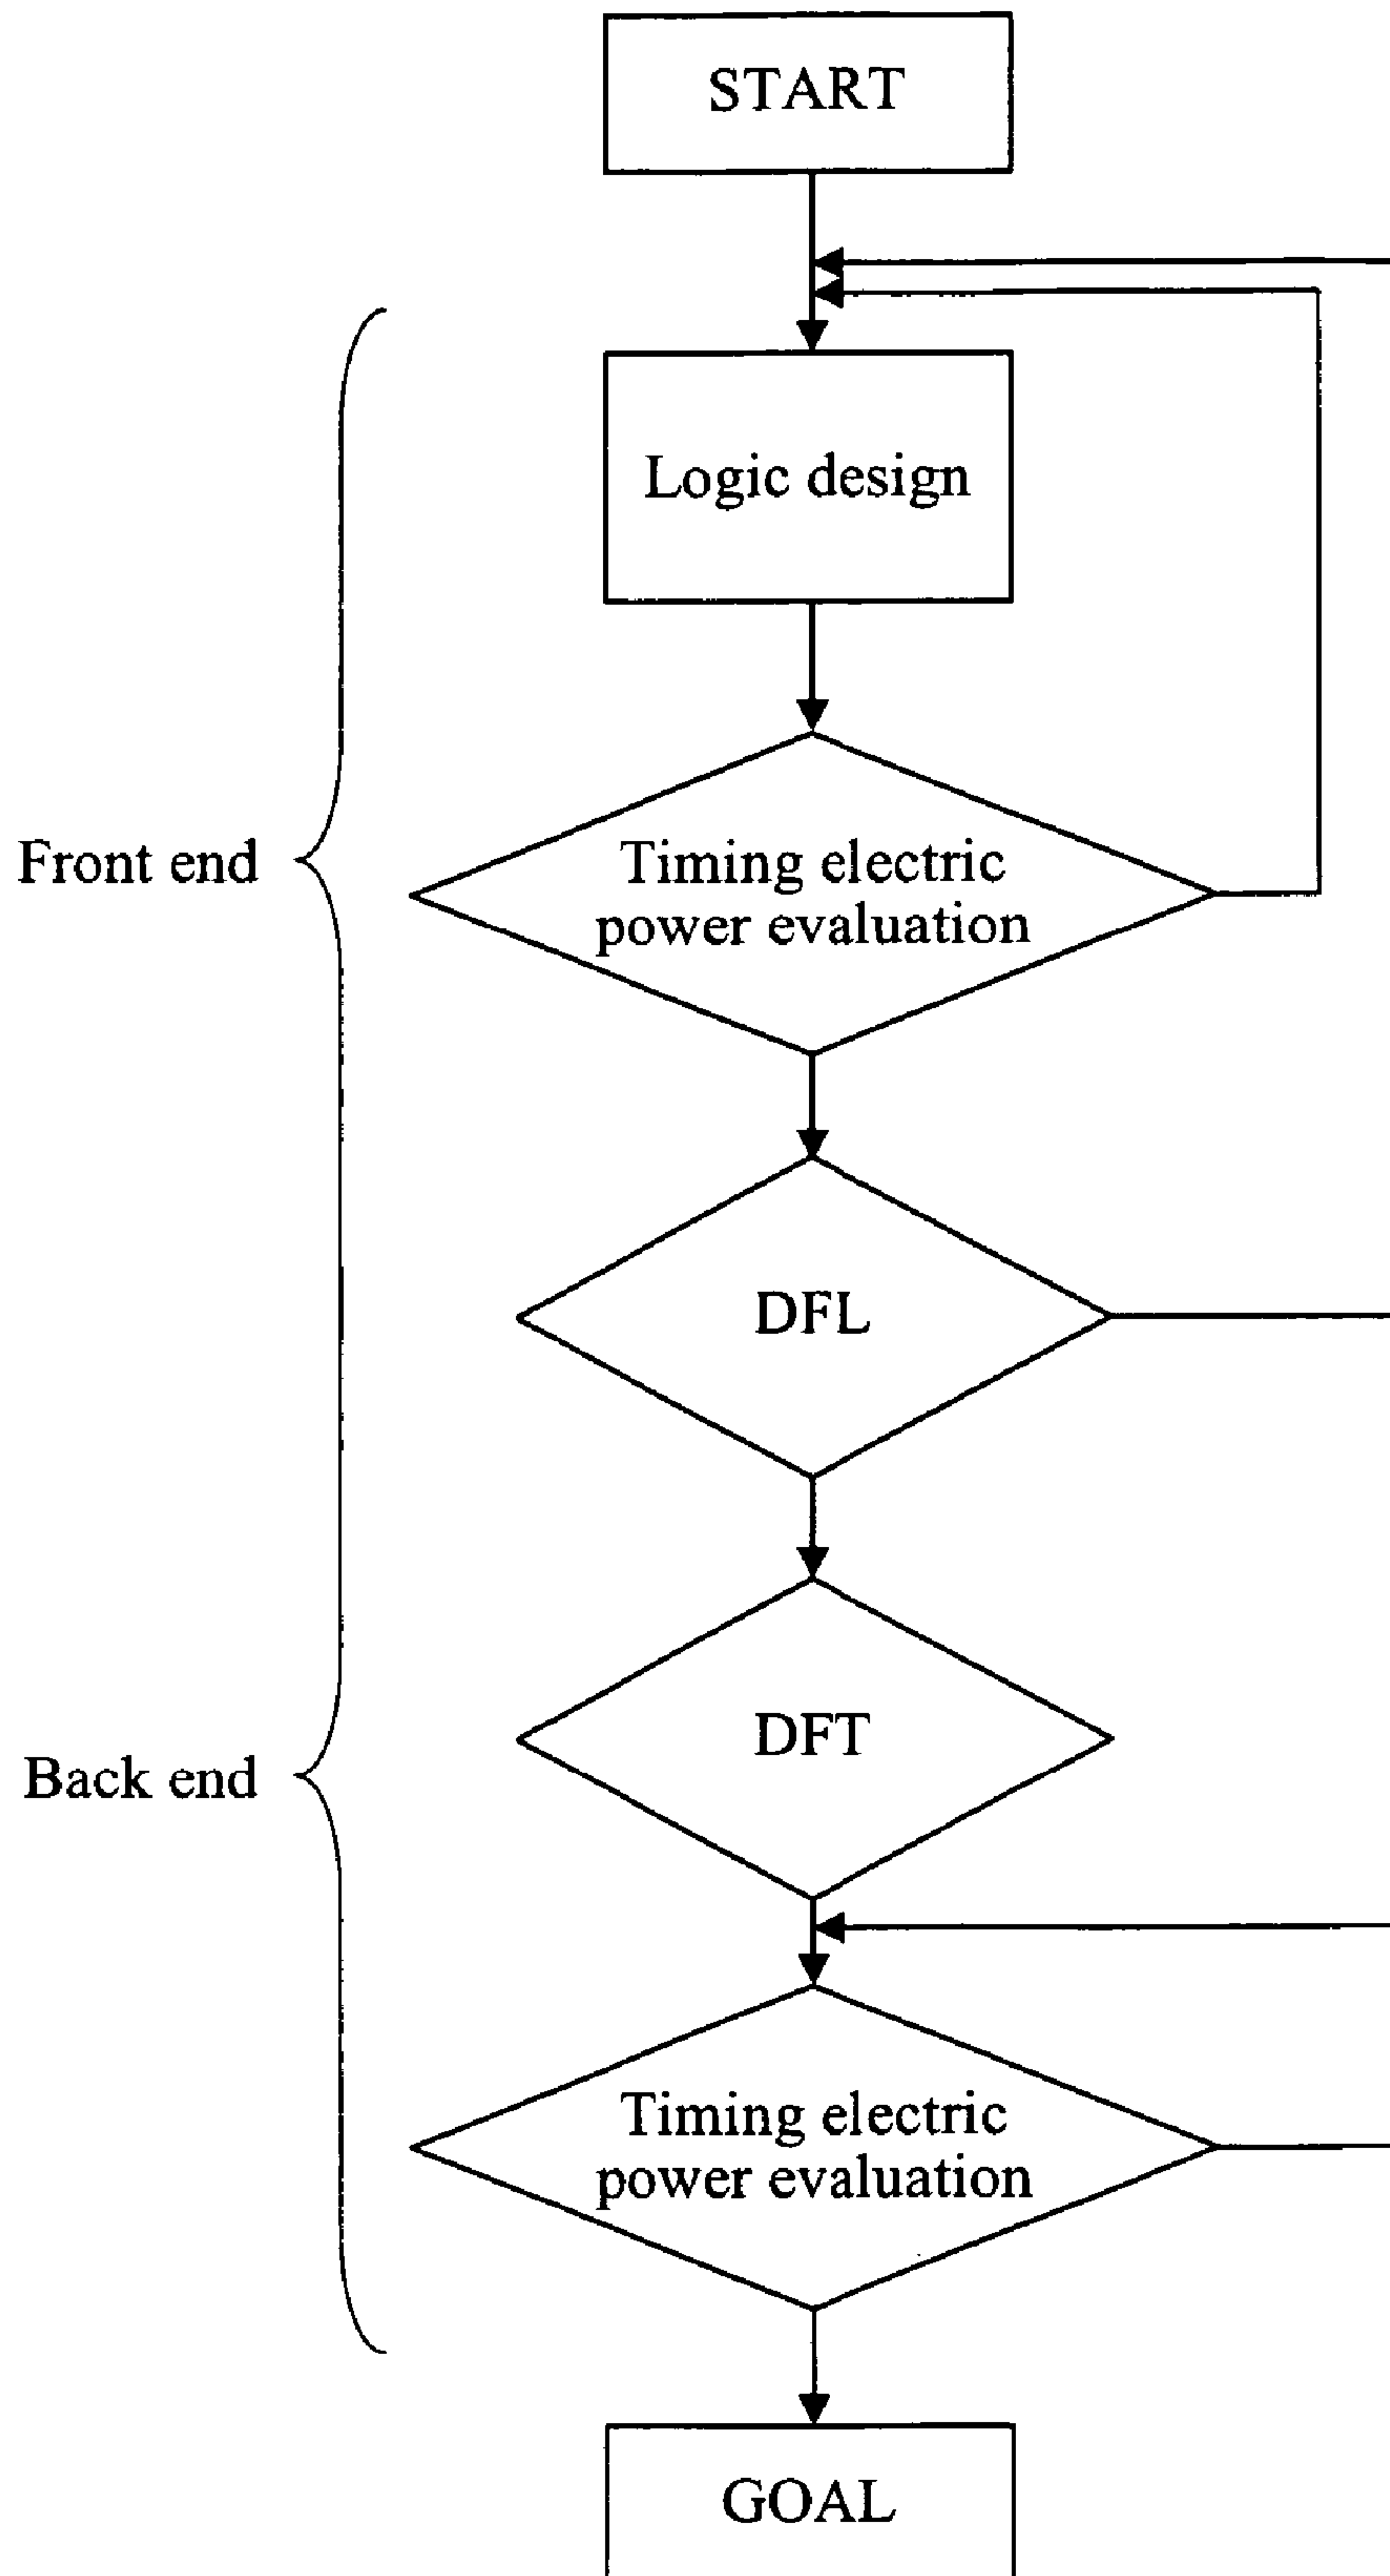 START
Logic design
Front end
Timing electric
power evaluation
DFL
DFT
Back end
Timing electric
power evaluation
GOAL